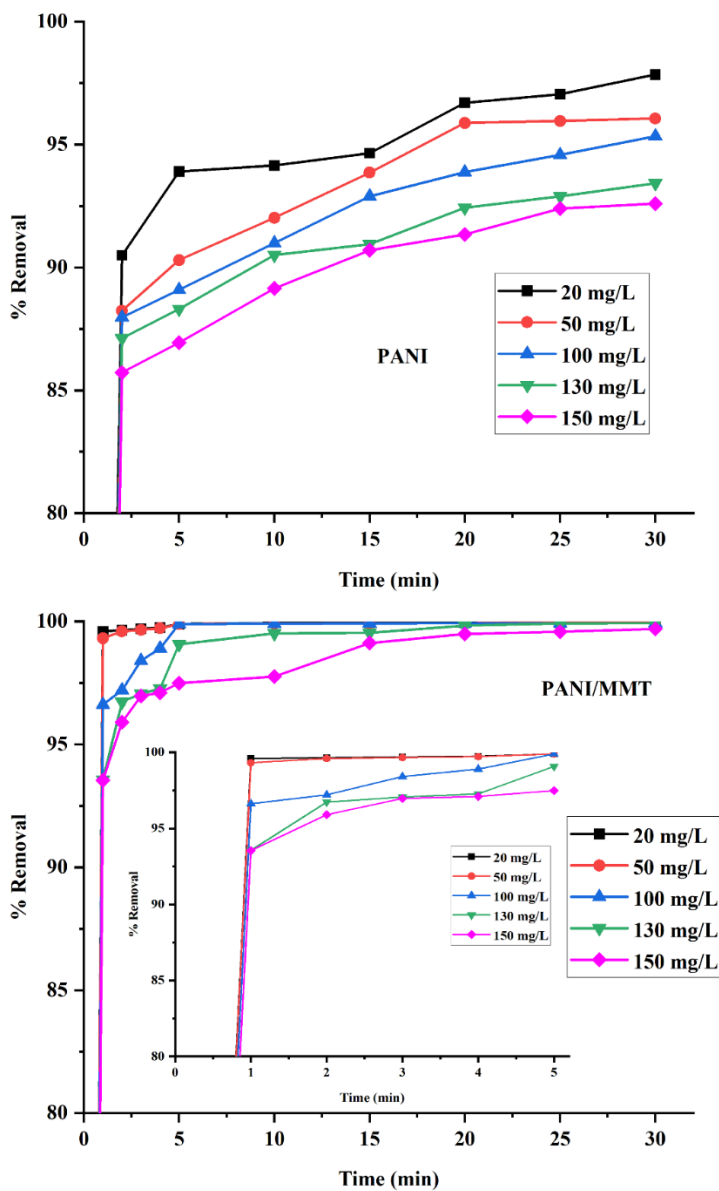 100
95
90
85
80
% Removal
20 mg/L
50 mg/L
100 mg/L
130 mg/L
150 mg/L
PANI
0 5 10 15 20 25 30
Time (min)
100
95
90
85
80
% Removal
PANI/MMT
100
95
90
85
80
% Removal
20 mg/L
50 mg/L
100 mg/L
130 mg/L
150 mg/L
0 1 2 3 4 5
Time (min)
20 mg/L
50 mg/L
100 mg/L
130 mg/L
150 mg/L
0 5 10 15 20 25 30
Time (min)